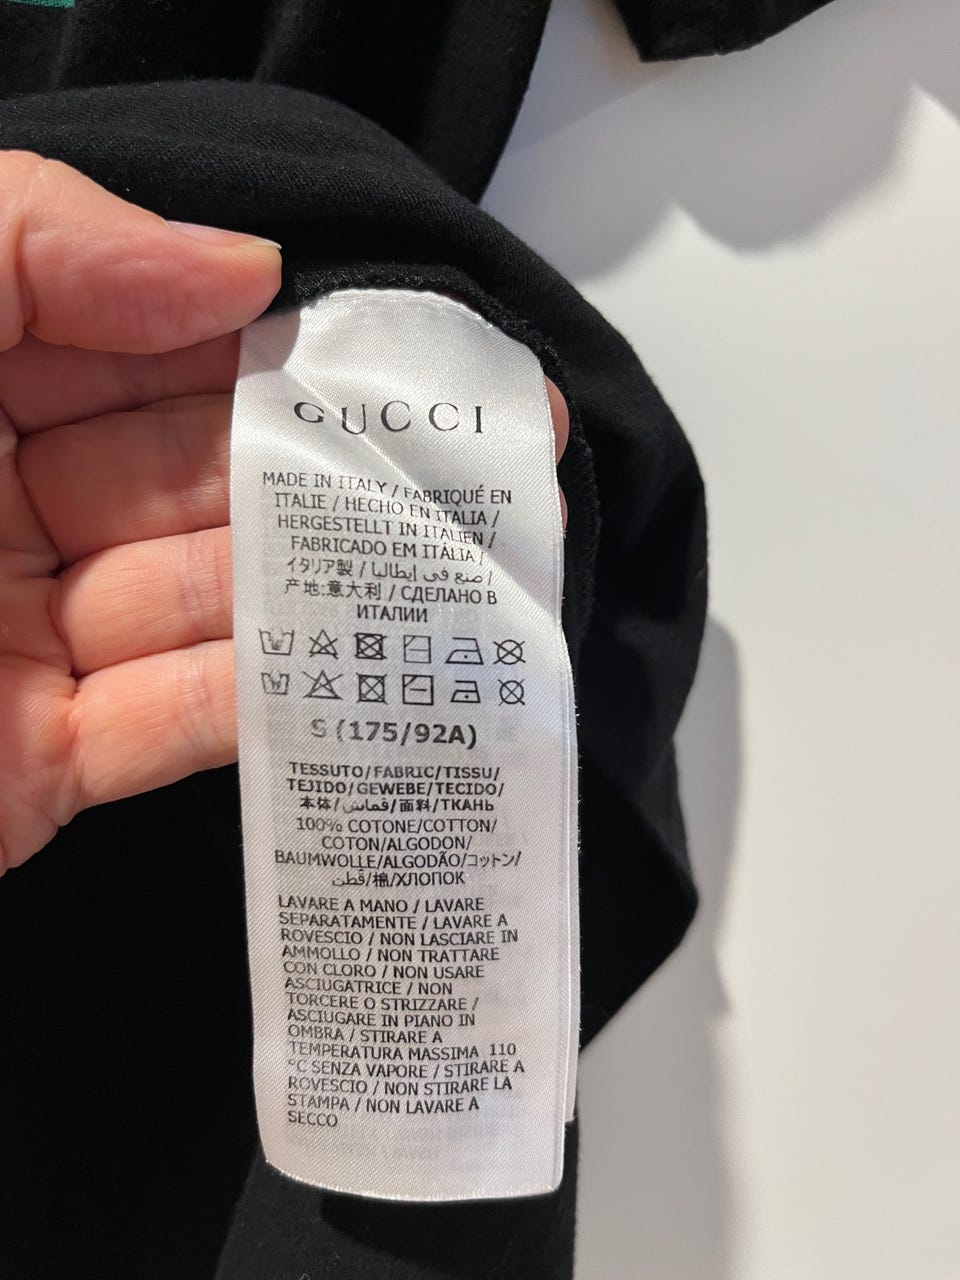 GUCCI
MADE IN ITALY / FABRIQUÉ EN
ITALIE / HECHO EN ITALIA /
HERGESTELLT IN ITALIEN /
FABRICADO EM ITÁLIA /
イタリア製 / صنع في إيطاليا /
产地:意大利 / СДЕЛАНО В
ИТАЛИИ
S (175/92A)
TESSUTO/FABRIC/TISSU/
TEJIDO/GEWEBE/TECIDO/
本体/قماش/面料/ТКАНЬ
100% COTONE/COTTON/
COTON/ALGODON/
BAUMWOLLE/ALGODÃO/コットン/
قطن/棉/ХЛОПОК
LAVARE A MANO / LAVARE
SEPARATAMENTE / LAVARE A
ROVESCIO / NON LASCIARE IN
AMMOLLO / NON TRATTARE
CON CLORO / NON USARE
ASCIUGATRICE / NON
TORCERE O STRIZZARE /
ASCIUGARE IN PIANO IN
OMBRA / STIRARE A
TEMPERATURA MASSIMA 110
°C SENZA VAPORE / STIRARE A
ROVESCIO / NON STIRARE LA
STAMPA / NON LAVARE A
SECCO